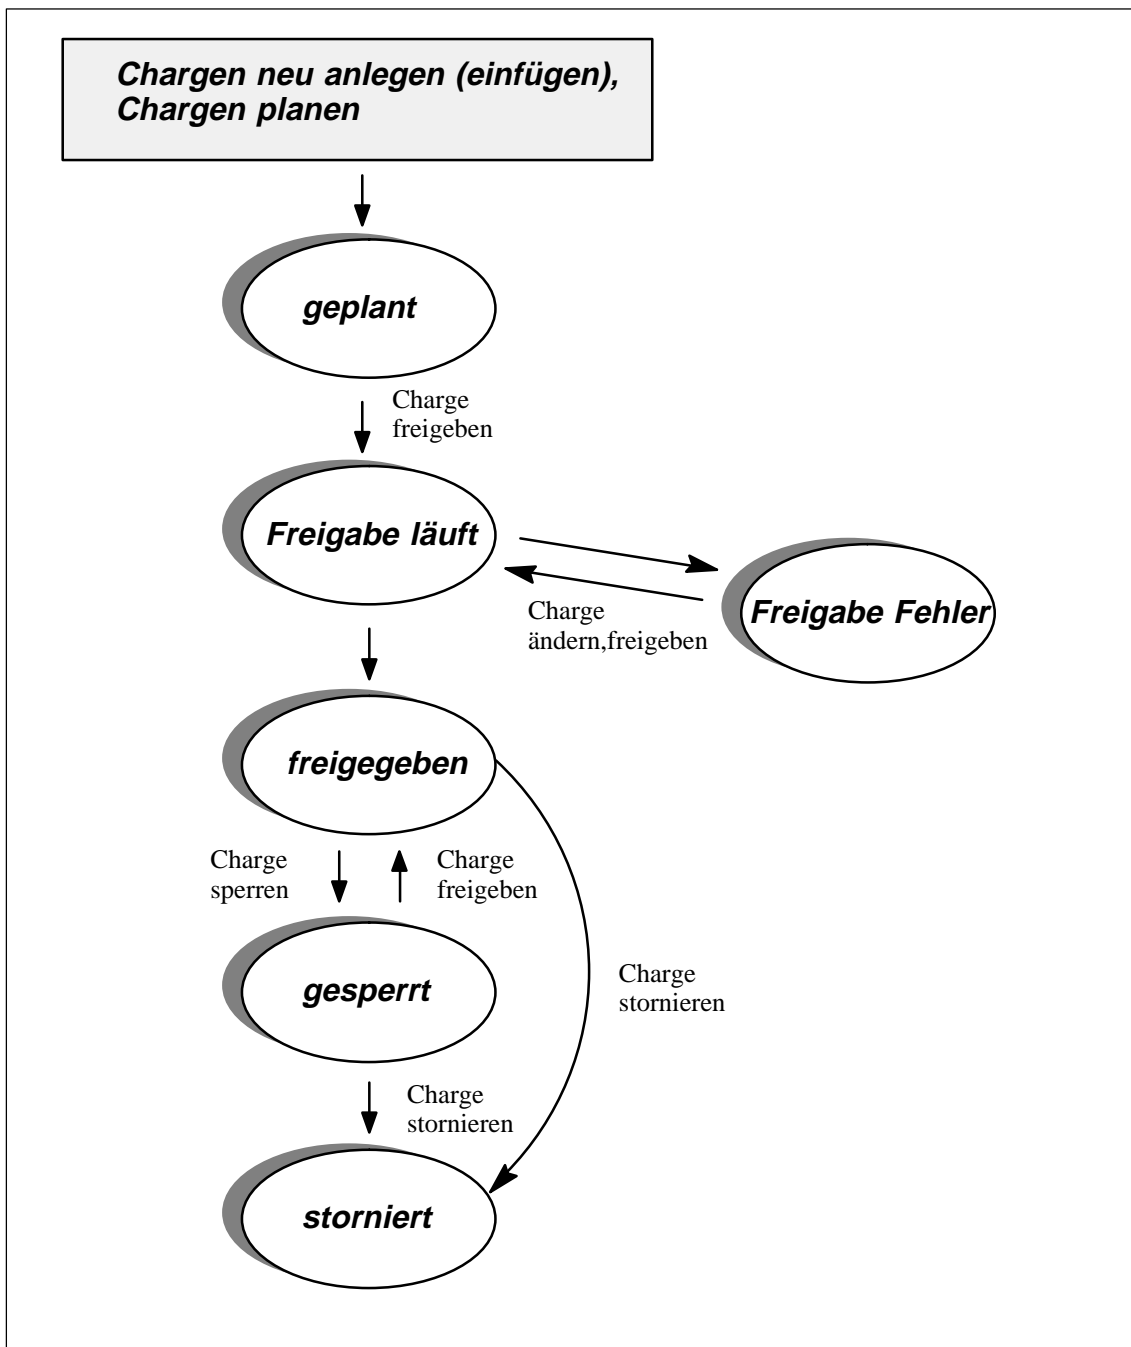 Chargen neu anlegen (einfügen),
Chargen planen
geplant
Charge
freigeben
Freigabe läuft
Freigabe Fehler
Charge
ändern,freigeben
freigegeben
Charge
sperren
Charge
freigeben
gesperrt
Charge
stornieren
Charge
stornieren
storniert